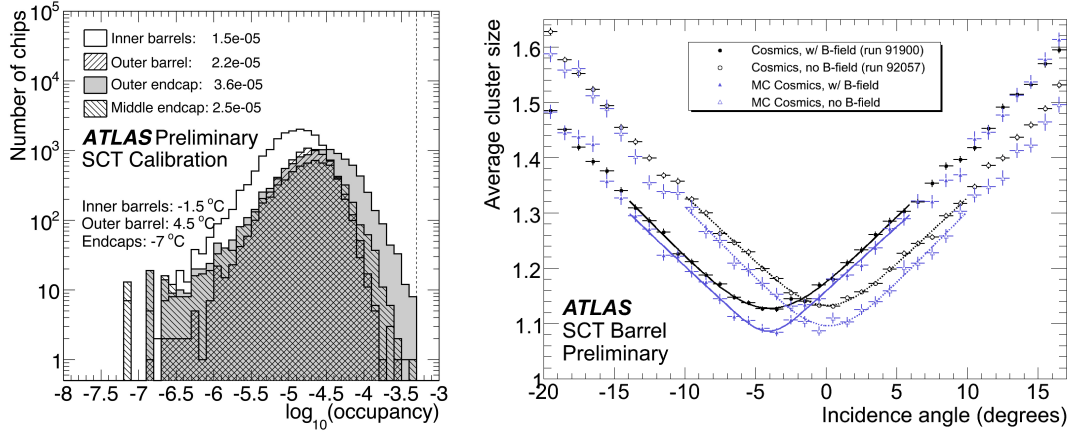 Number of chips
10^5
10^4
10^3
10^2
10
1
Inner barrels: 1.5e-05
Outer barrel: 2.2e-05
Outer endcap: 3.6e-05
Middle endcap: 2.5e-05
ATLAS Preliminary
SCT Calibration
Inner barrels: -1.5 °C
Outer barrel: 4.5 °C
Endcaps: -7 °C
-8 -7.5 -7 -6.5 -6 -5.5 -5 -4.5 -4 -3.5 -3
log10(occupancy)
Average cluster size
1.6
1.5
1.4
1.3
1.2
1.1
1
Cosmics, w/ B-field (run 91900)
Cosmics, no B-field (run 92057)
MC Cosmics, w/ B-field
MC Cosmics, no B-field
ATLAS
SCT Barrel
Preliminary
-20 -15 -10 -5 0 5 10 15
Incidence angle (degrees)